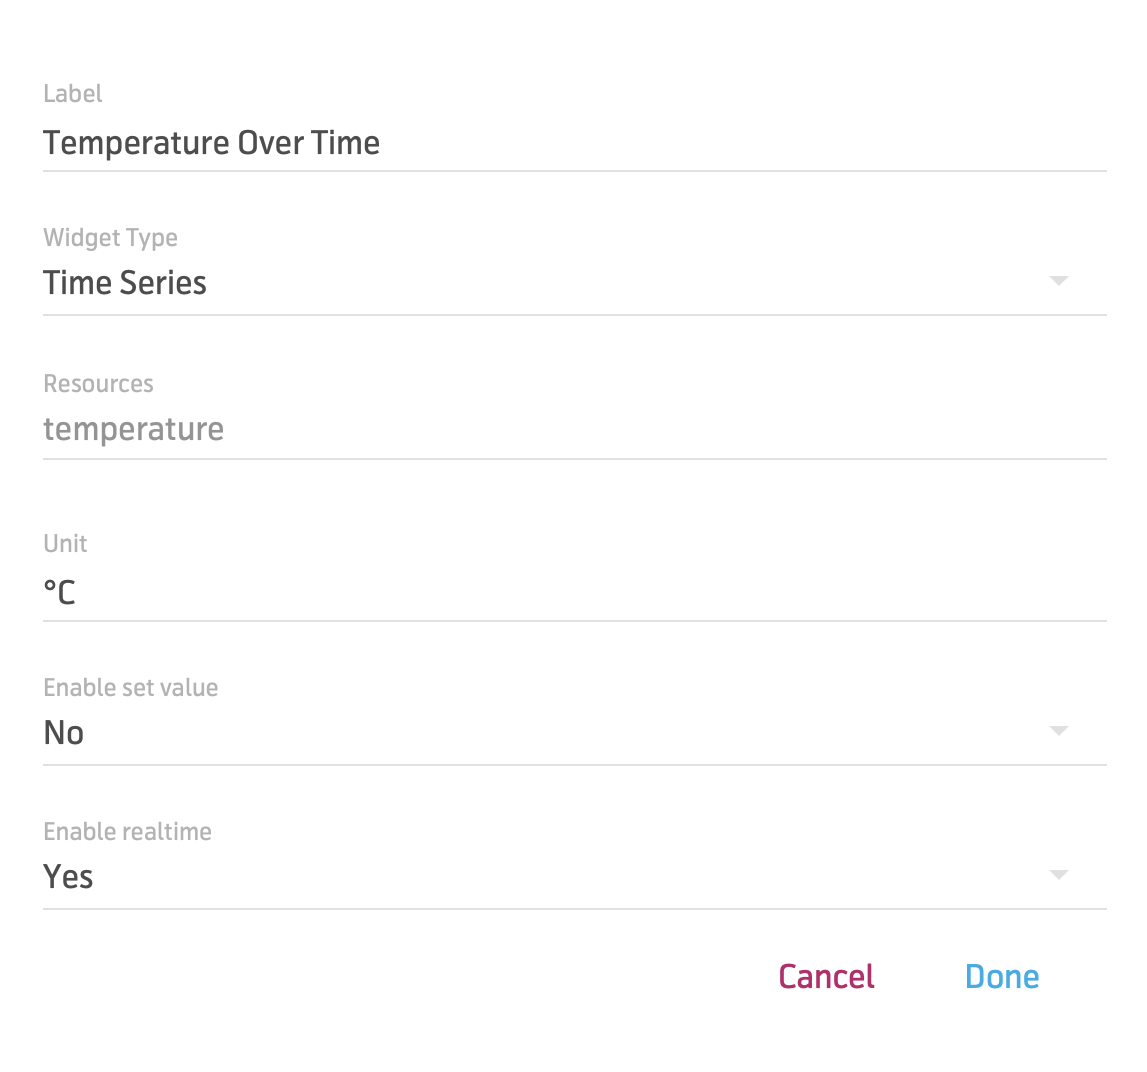 Label
Temperature Over Time
Widget Type
Time Series
Resources
temperature
Unit
°C
Enable set value
No
Enable realtime
Yes
Cancel Done